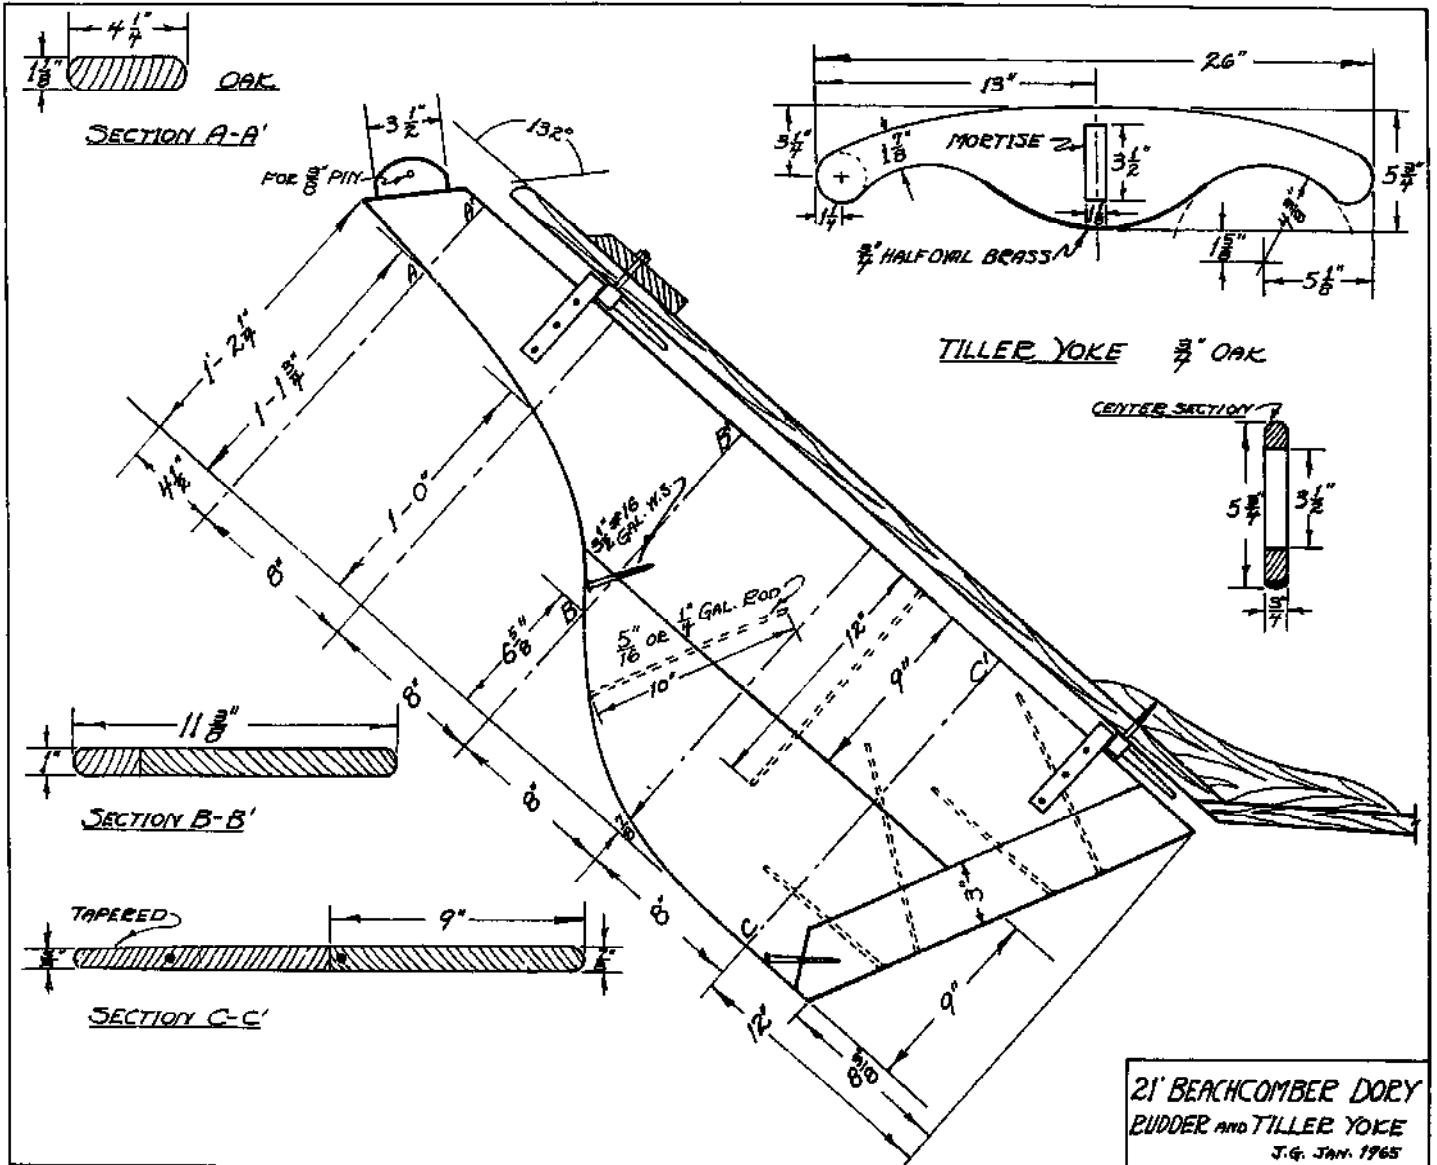 4 1/4"
1 1/8"
OAK
SECTION A-A'
3 1/2"
132°
FOR 3/8" PIN
A'
A
1'- 2 1/4"
1-1 3/4"
4 1/2"
1-0"
8"
8"
8"
8"
12"
8 5/8"
9"
6 5/8"
B
B'
3 1/2" #16
GAL. W.S.
5/16" OR 1/4" GAL. ROD
10"
12"
9"
C'
C
3"
26"
13"
3 1/4"
1 7/8"
MORTISE
3 1/2"
5 3/4"
1 1/4"
4 3/8"
1 5/8"
5 1/8"
3/4" HALF OVAL BRASS
TILLER YOKE 3/4" OAK
CENTER SECTION
5 3/4"
3 1/2"
3/4"
11 3/8"
1"
SECTION B-B'
TAPERED
9"
SECTION C-C'
21' BEACHCOMBER DORY
RUDDER AND TILLER YOKE
J.G. JAN. 1965